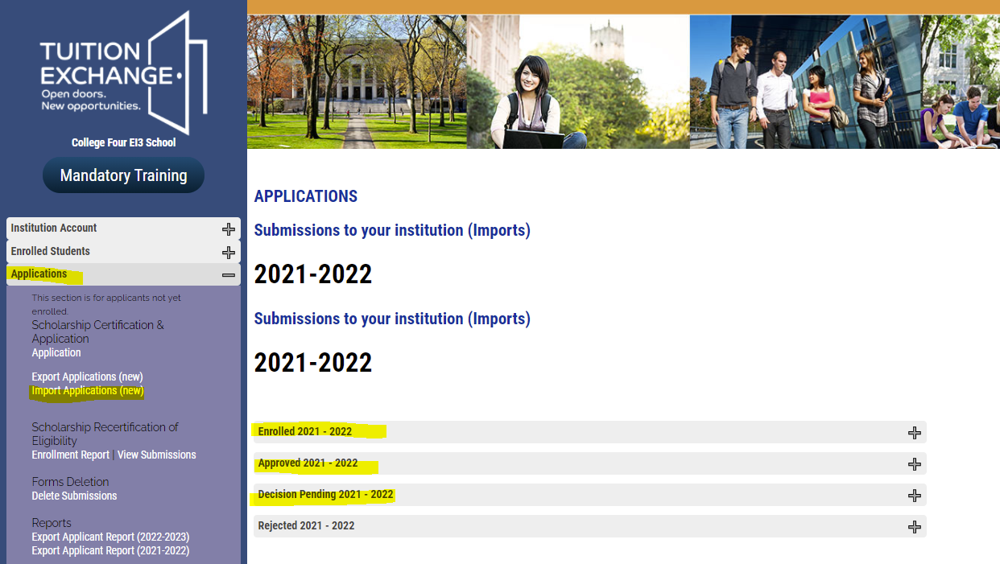 TUITION
EXCHANGE
Open doors.
New opportunities.
College Four EI3 School
Mandatory Training
Institution Account
Enrolled Students
Applications
This section is for applicants not yet
enrolled.
Scholarship Certification &
Application
Application
Export Applications (new)
Import Applications (new)
Scholarship Recertification of
Eligibility
Enrollment Report | View Submissions
Forms Deletion
Delete Submissions
Reports
Export Applicant Report (2022-2023)
Export Applicant Report (2021-2022)
APPLICATIONS
Submissions to your institution (Imports)
2021-2022
Submissions to your institution (Imports)
2021-2022
Enrolled 2021 - 2022
Approved 2021 - 2022
Decision Pending 2021 - 2022
Rejected 2021 - 2022